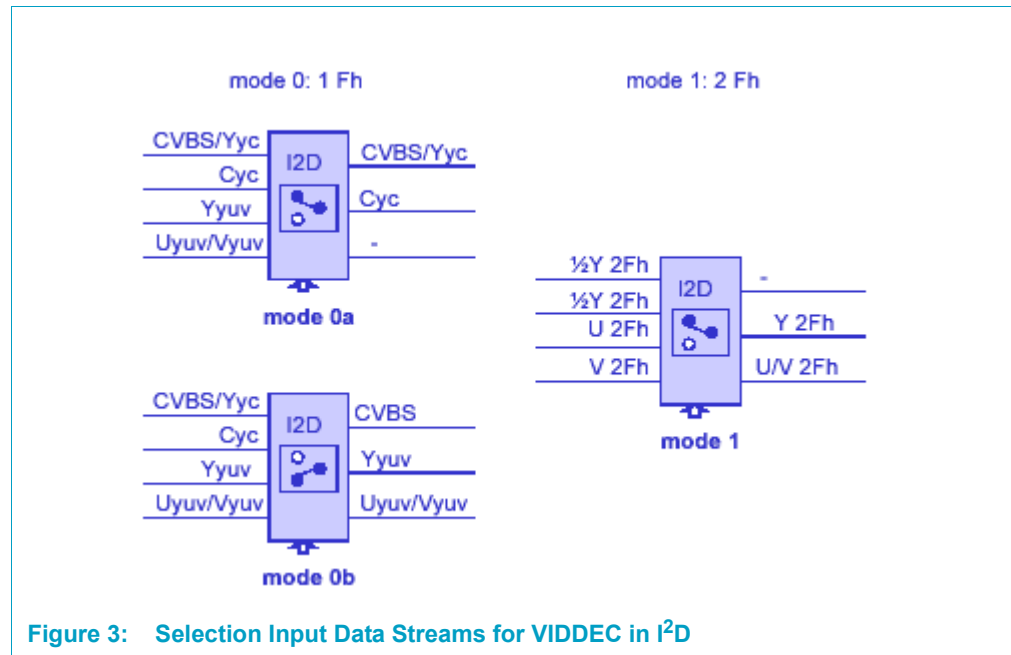 mode 0: 1 Fh
mode 1: 2 Fh
CVBS/Yyc
Cyc
Yyuv
Uyuv/Vyuv
I2D
CVBS/Yyc
Cyc
-
mode 0a
CVBS/Yyc
Cyc
Yyuv
Uyuv/Vyuv
I2D
CVBS
Yyuv
Uyuv/Vyuv
mode 0b
½Y 2Fh
½Y 2Fh
U 2Fh
V 2Fh
I2D
-
Y 2Fh
U/V 2Fh
mode 1
Figure 3: Selection Input Data Streams for VIDDEC in I²D